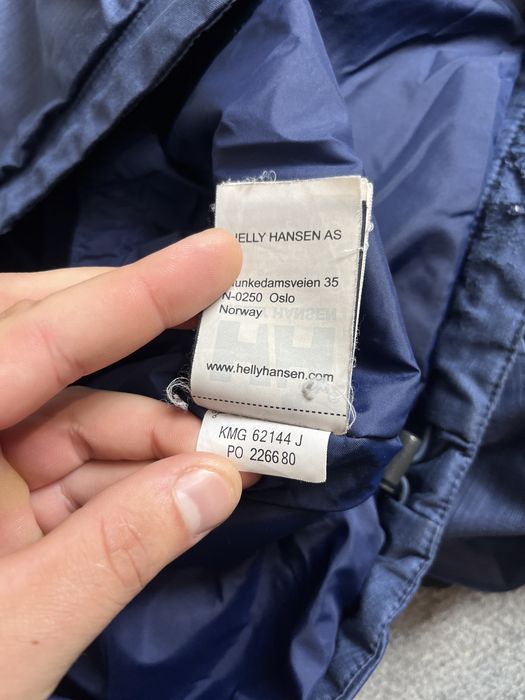 HELLY HANSEN AS
Munkedamsveien 35
N-0250 Oslo
Norway
www.hellyhansen.com
KMG 62144 J
PO 226680